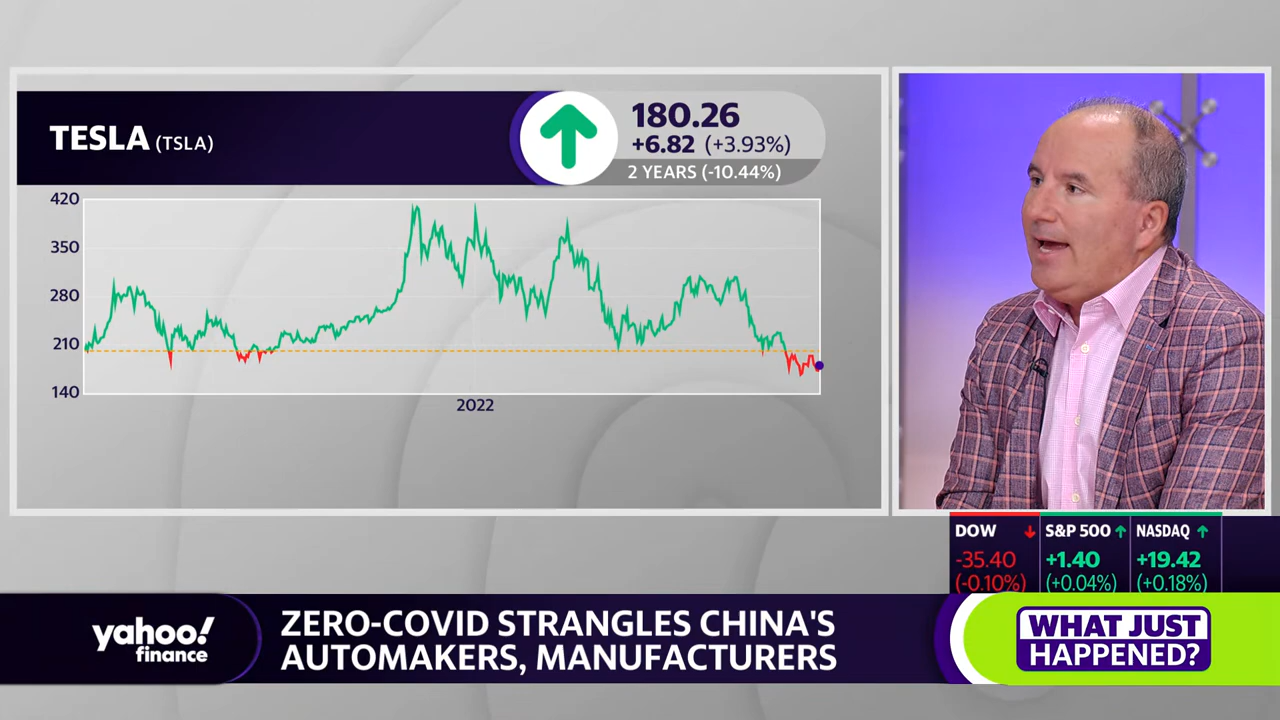 TESLA (TSLA)
180.26
+6.82 (+3.93%)
2 YEARS (-10.44%)
420
350
280
210
140
2022
DOW
-35.40
(-0.10%)
S&P 500
+1.40
(+0.04%)
NASDAQ
+19.42
(+0.18%)
yahoo!
finance
ZERO-COVID STRANGLES CHINA'S
AUTOMAKERS, MANUFACTURERS
WHAT JUST
HAPPENED?